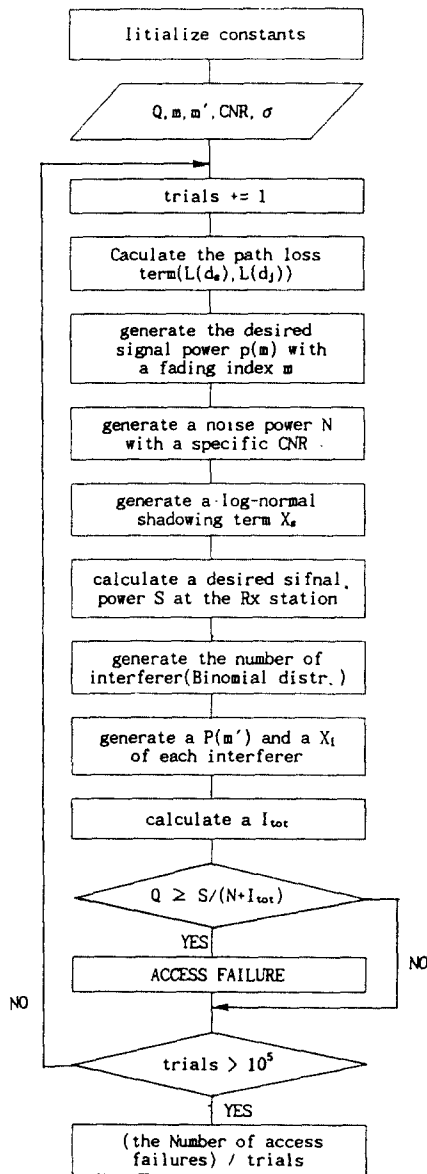 Iitialize constants
Q, m, m′, CNR, σ
trials += 1
Caculate the path loss
term(L(dₛ),L(dⱼ))
generate the desired
signal power p(m) with
a fading index m
generate a noise power N
with a specific CNR
generate a log-normal
shadowing term Xₛ
calculate a desired sifnal
power S at the Rx station
generate the number of
interferer(Binomial distr.)
generate a P(m′) and a Xᵢ
of each interferer
calculate a Iₜₒₜ
Q ≥ S/(N+Iₜₒₜ)
YES
ACCESS FAILURE
NO
NO
trials > 10⁵
YES
(the Number of access
failures) / trials